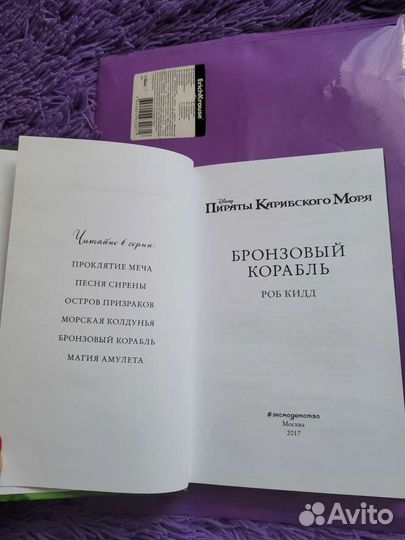 ErichKrause
Читайте в серии:
ПРОКЛЯТИЕ МЕЧА
ПЕСНЯ СИРЕНЫ
ОСТРОВ ПРИЗРАКОВ
МОРСКАЯ КОЛДУНЬЯ
БРОНЗОВЫЙ КОРАБЛЬ
МАГИЯ АМУЛЕТА
Disney
Пираты Карибского Моря
БРОНЗОВЫЙ
КОРАБЛЬ
РОБ КИДД
#эксмодетство
Москва
2017
Avito